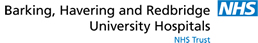 Barking, Havering and Redbridge NHS
University Hospitals
NHS Trust